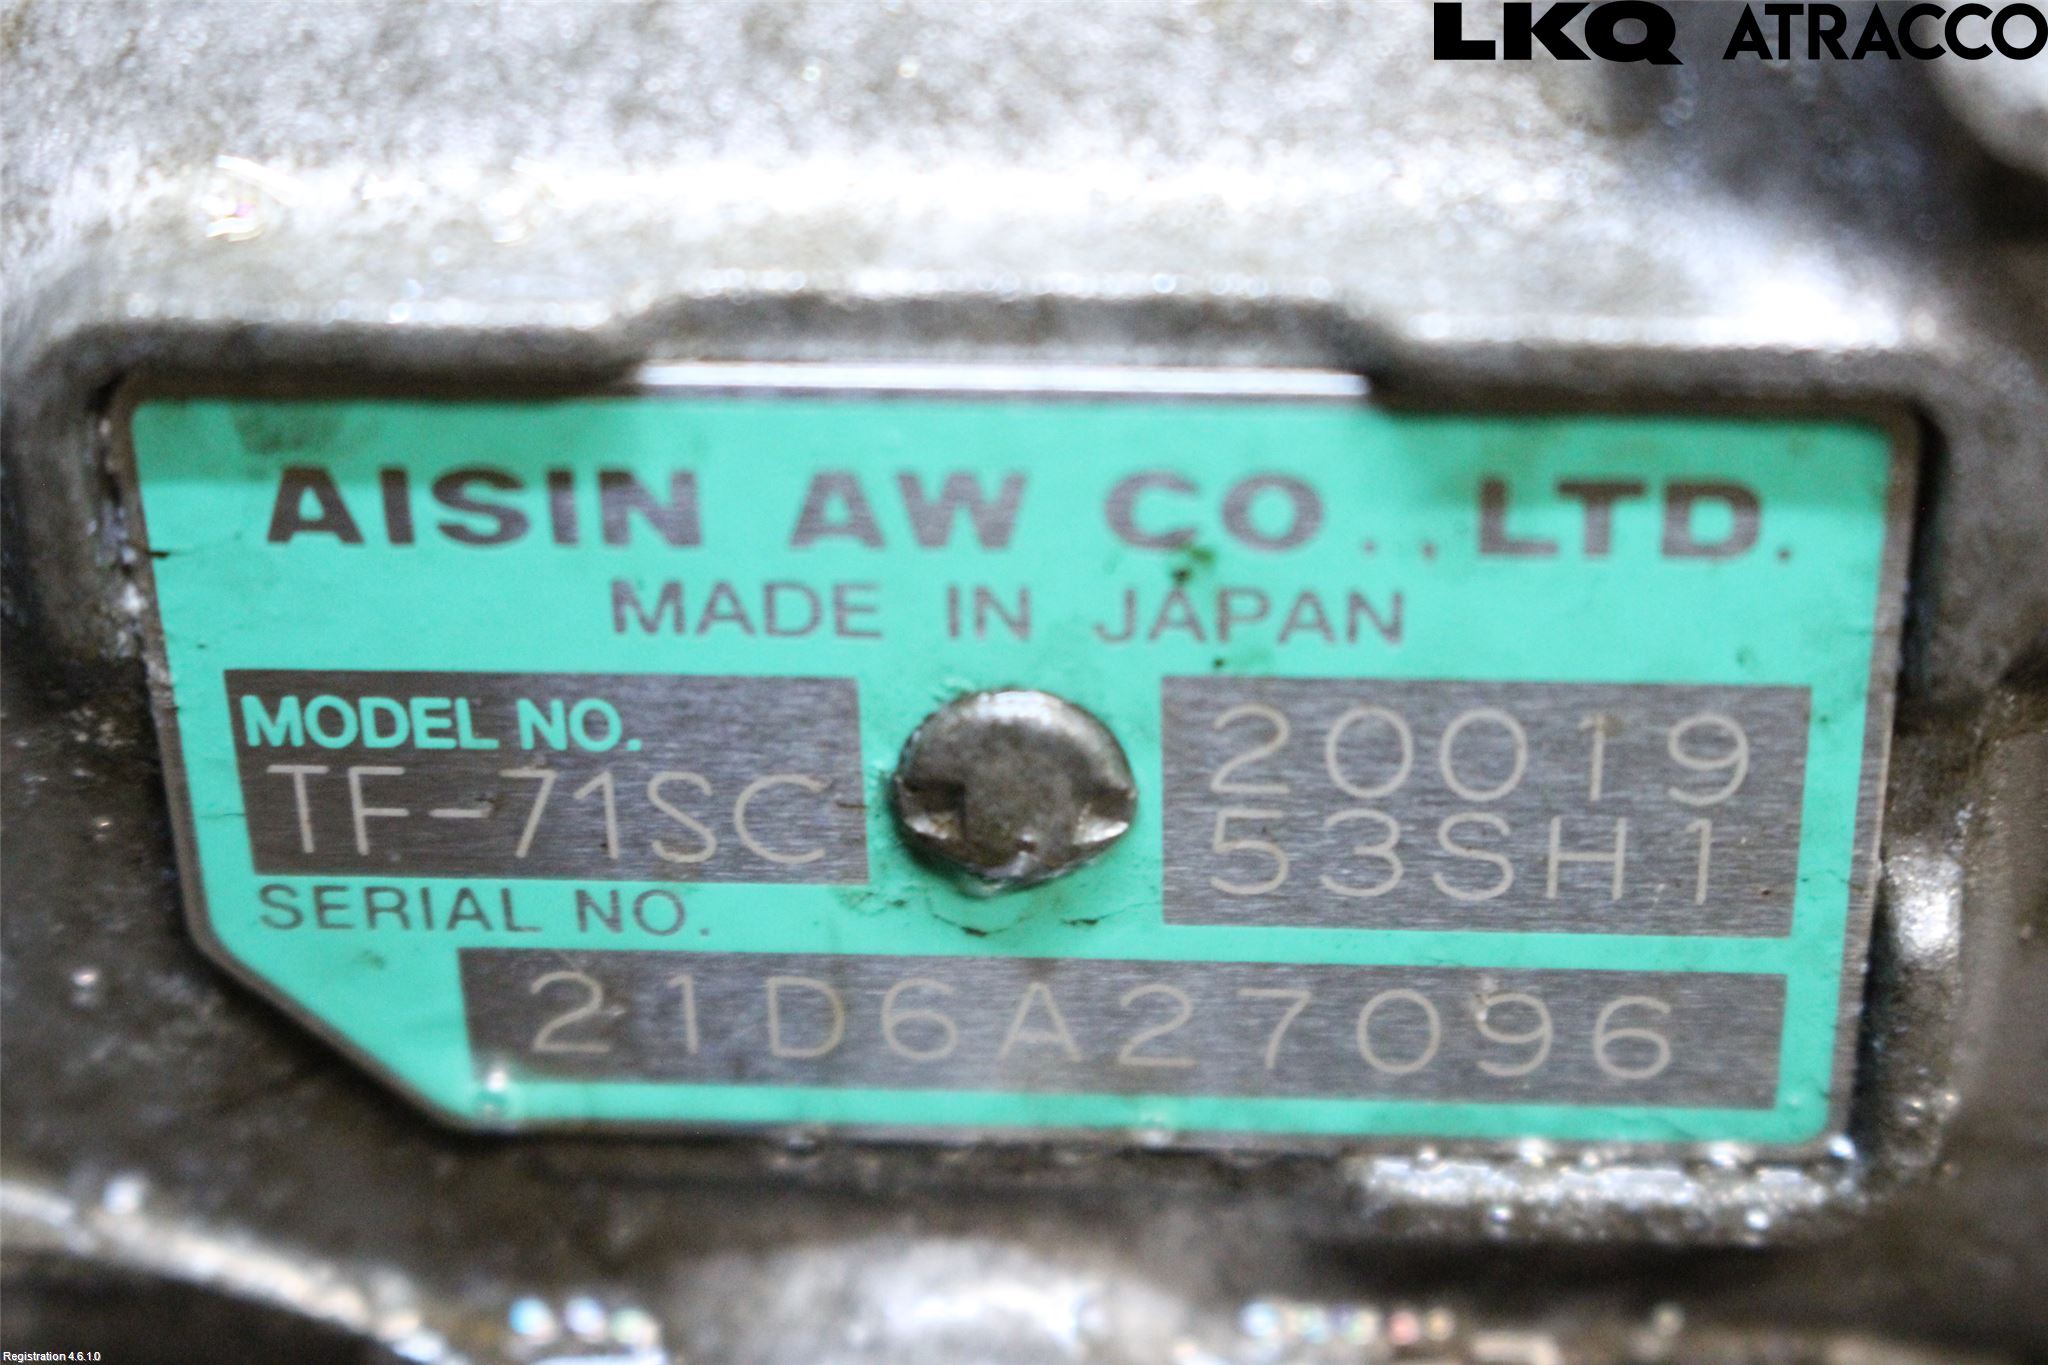 LKQ ATRACCO
AISIN AW CO., LTD.
MADE IN JAPAN
MODEL NO.
TF-71SC
20019
53SH1
SERIAL NO.
21D6A27096
Registration 4.6.1.0